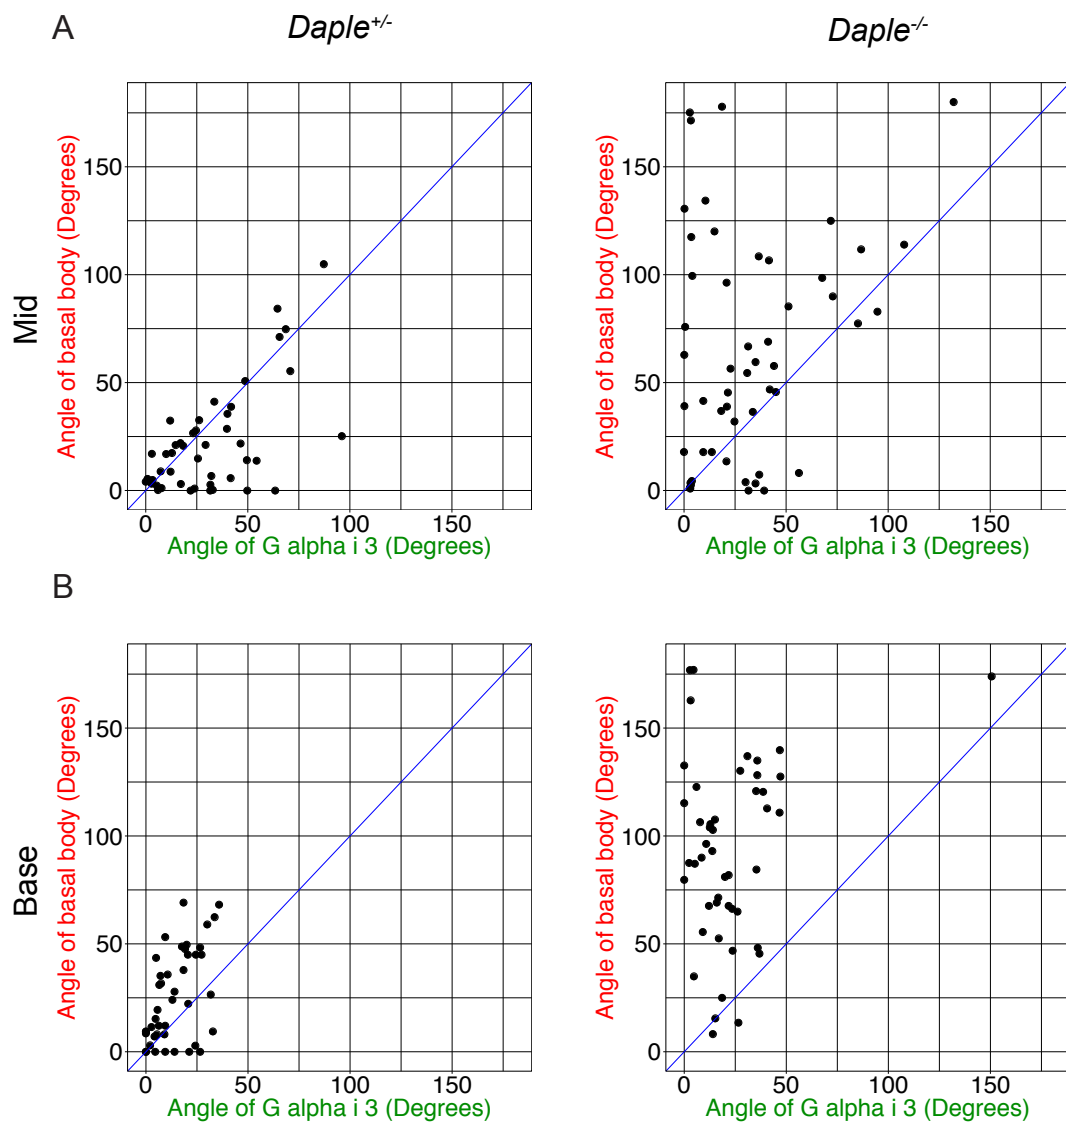 A
Daple+/-
Daple-/-
Mid
Angle of basal body (Degrees)
150
100
50
0
0 50 100 150
Angle of G alpha i 3 (Degrees)
Angle of basal body (Degrees)
150
100
50
0
0 50 100 150
Angle of G alpha i 3 (Degrees)
B
Base
Angle of basal body (Degrees)
150
100
50
0
0 50 100 150
Angle of G alpha i 3 (Degrees)
Angle of basal body (Degrees)
150
100
50
0
0 50 100 150
Angle of G alpha i 3 (Degrees)